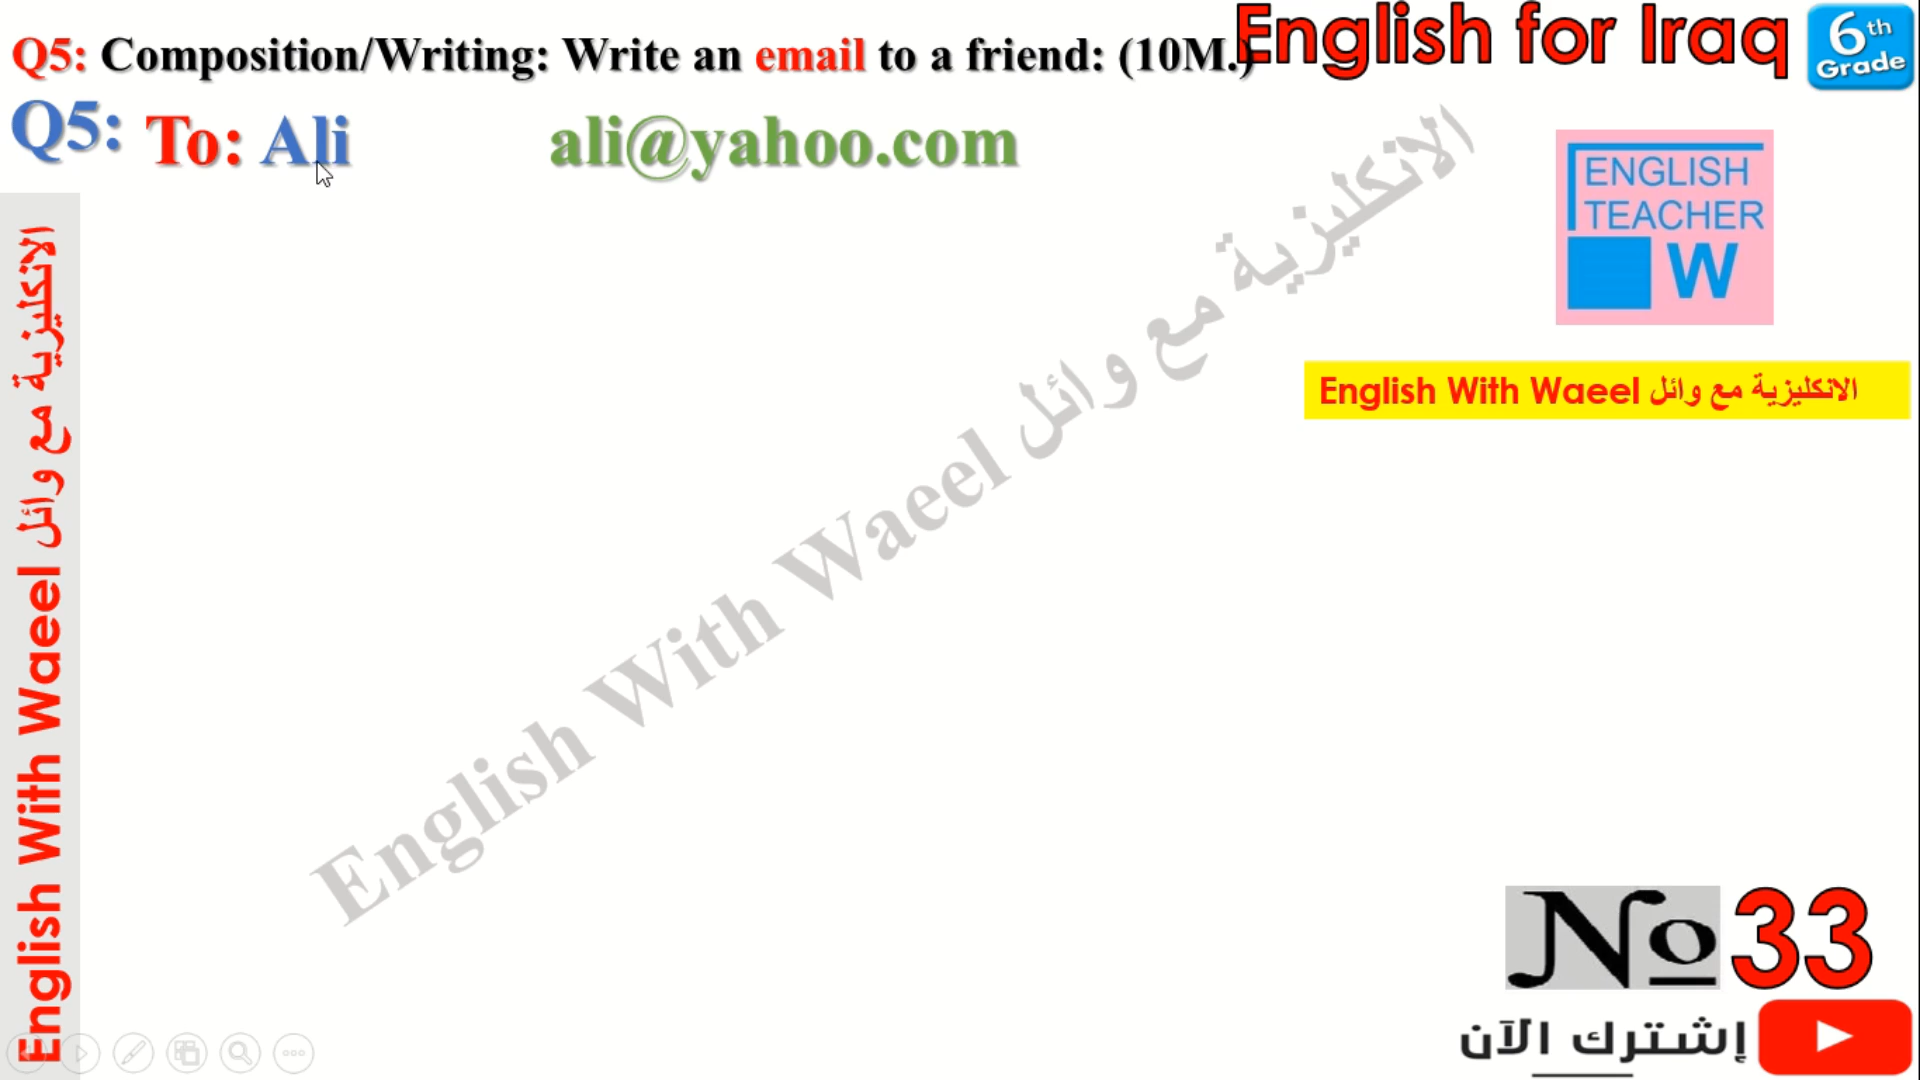 Q5: Composition/Writing: Write an email to a friend: (10M.)
English for Iraq
6th
Grade
Q5: To: Ali ali@yahoo.com
ENGLISH
TEACHER
W
English With Waeel الانكليزية مع وائل
English With Waeel الانكليزية مع وائل
English With Waeel الانكليزية مع وائل
No 33
إشترك الآن